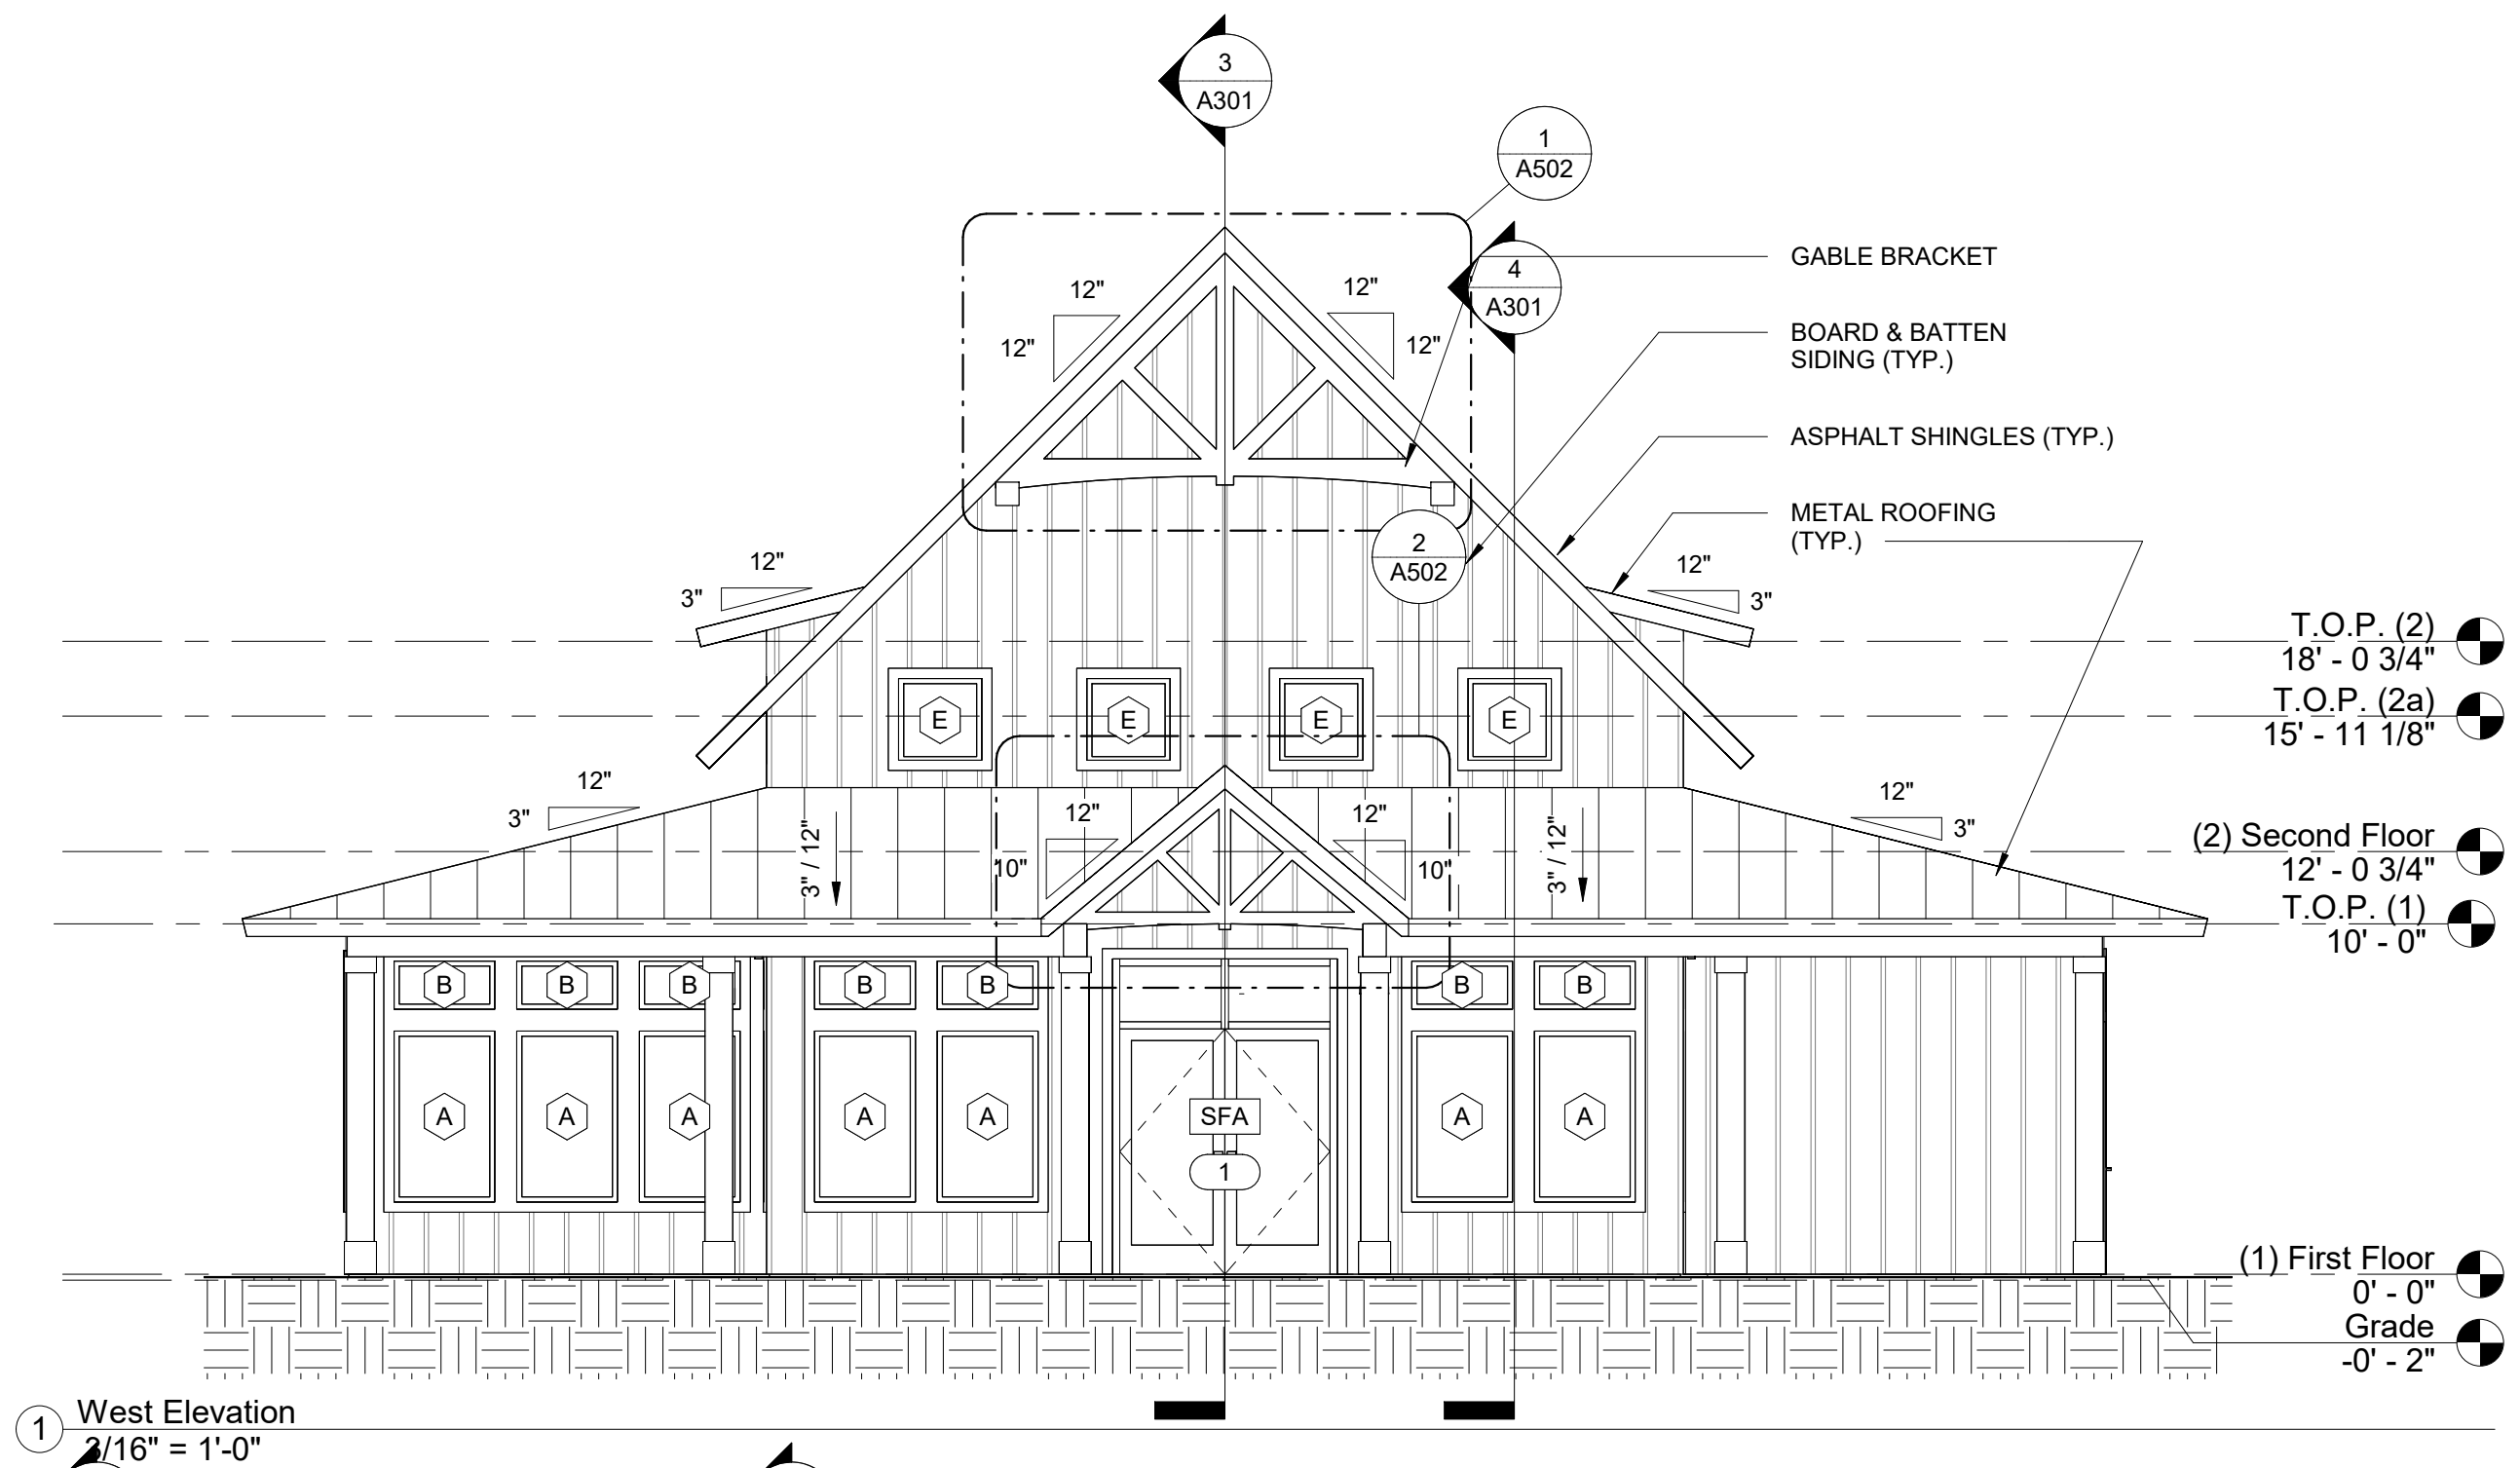 3
A301
1
A502
4
A301
GABLE BRACKET
12"
12"
12"
12"
BOARD & BATTEN
SIDING (TYP.)
ASPHALT SHINGLES (TYP.)
METAL ROOFING
(TYP.)
2
A502
12"
3"
12"
3"
T.O.P. (2)
18' - 0 3/4"
T.O.P. (2a)
15' - 11 1/8"
E
E
E
E
12"
3"
12"
10"
12"
10"
12"
3"
3" / 12"
3" / 12"
(2) Second Floor
12' - 0 3/4"
T.O.P. (1)
10' - 0"
B
B
B
B
B
B
B
A
A
A
A
A
SFA
A
A
1
(1) First Floor
0' - 0"
Grade
-0' - 2"
1
West Elevation
3/16" = 1'-0"